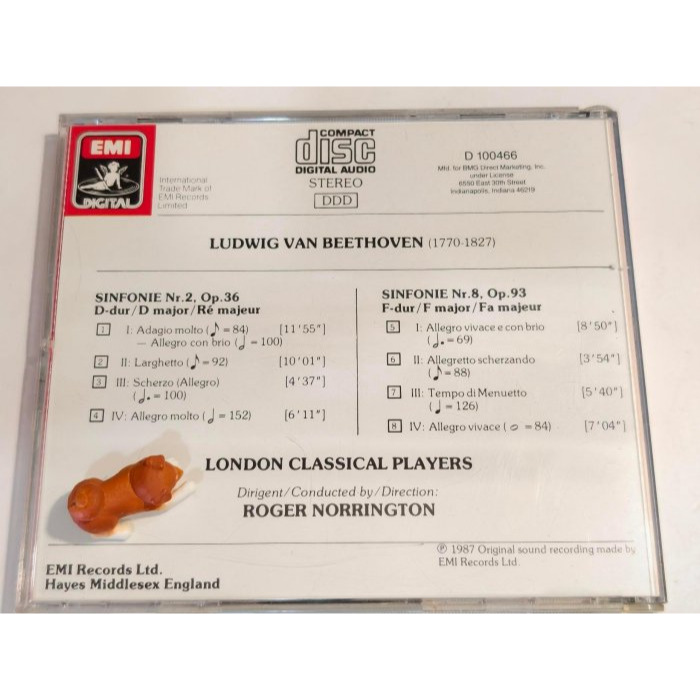 EMI
DIGITAL
International
Trade Mark of
EMI Records
Limited
COMPACT
disc
DIGITAL AUDIO
STEREO
DDD
D 100466
Mfd. for BMG Direct Marketing, Inc.
under License
6550 East 30th Street
Indianapolis, Indiana 46219
LUDWIG VAN BEETHOVEN (1770-1827)
SINFONIE Nr.2, Op.36
D-dur/D major/Ré majeur
1 I: Adagio molto (♪=84) [11'55"]
— Allegro con brio (𝅗𝅥 = 100)
2 II: Larghetto (♪=92) [10'01"]
3 III: Scherzo (Allegro) [4'37"]
(𝅗𝅥. = 100)
4 IV: Allegro molto (𝅗𝅥 = 152) [6'11"]
SINFONIE Nr.8, Op.93
F-dur/F major/Fa majeur
5 I: Allegro vivace e con brio [8'50"]
(𝅗𝅥. = 69)
6 II: Allegretto scherzando [3'54"]
(♪=88)
7 III: Tempo di Menuetto [5'40"]
(♩ = 126)
8 IV: Allegro vivace (𝅝 = 84) [7'04"]
LONDON CLASSICAL PLAYERS
Dirigent/Conducted by/Direction:
ROGER NORRINGTON
℗ 1987 Original sound recording made by
EMI Records Ltd.
EMI Records Ltd.
Hayes Middlesex England